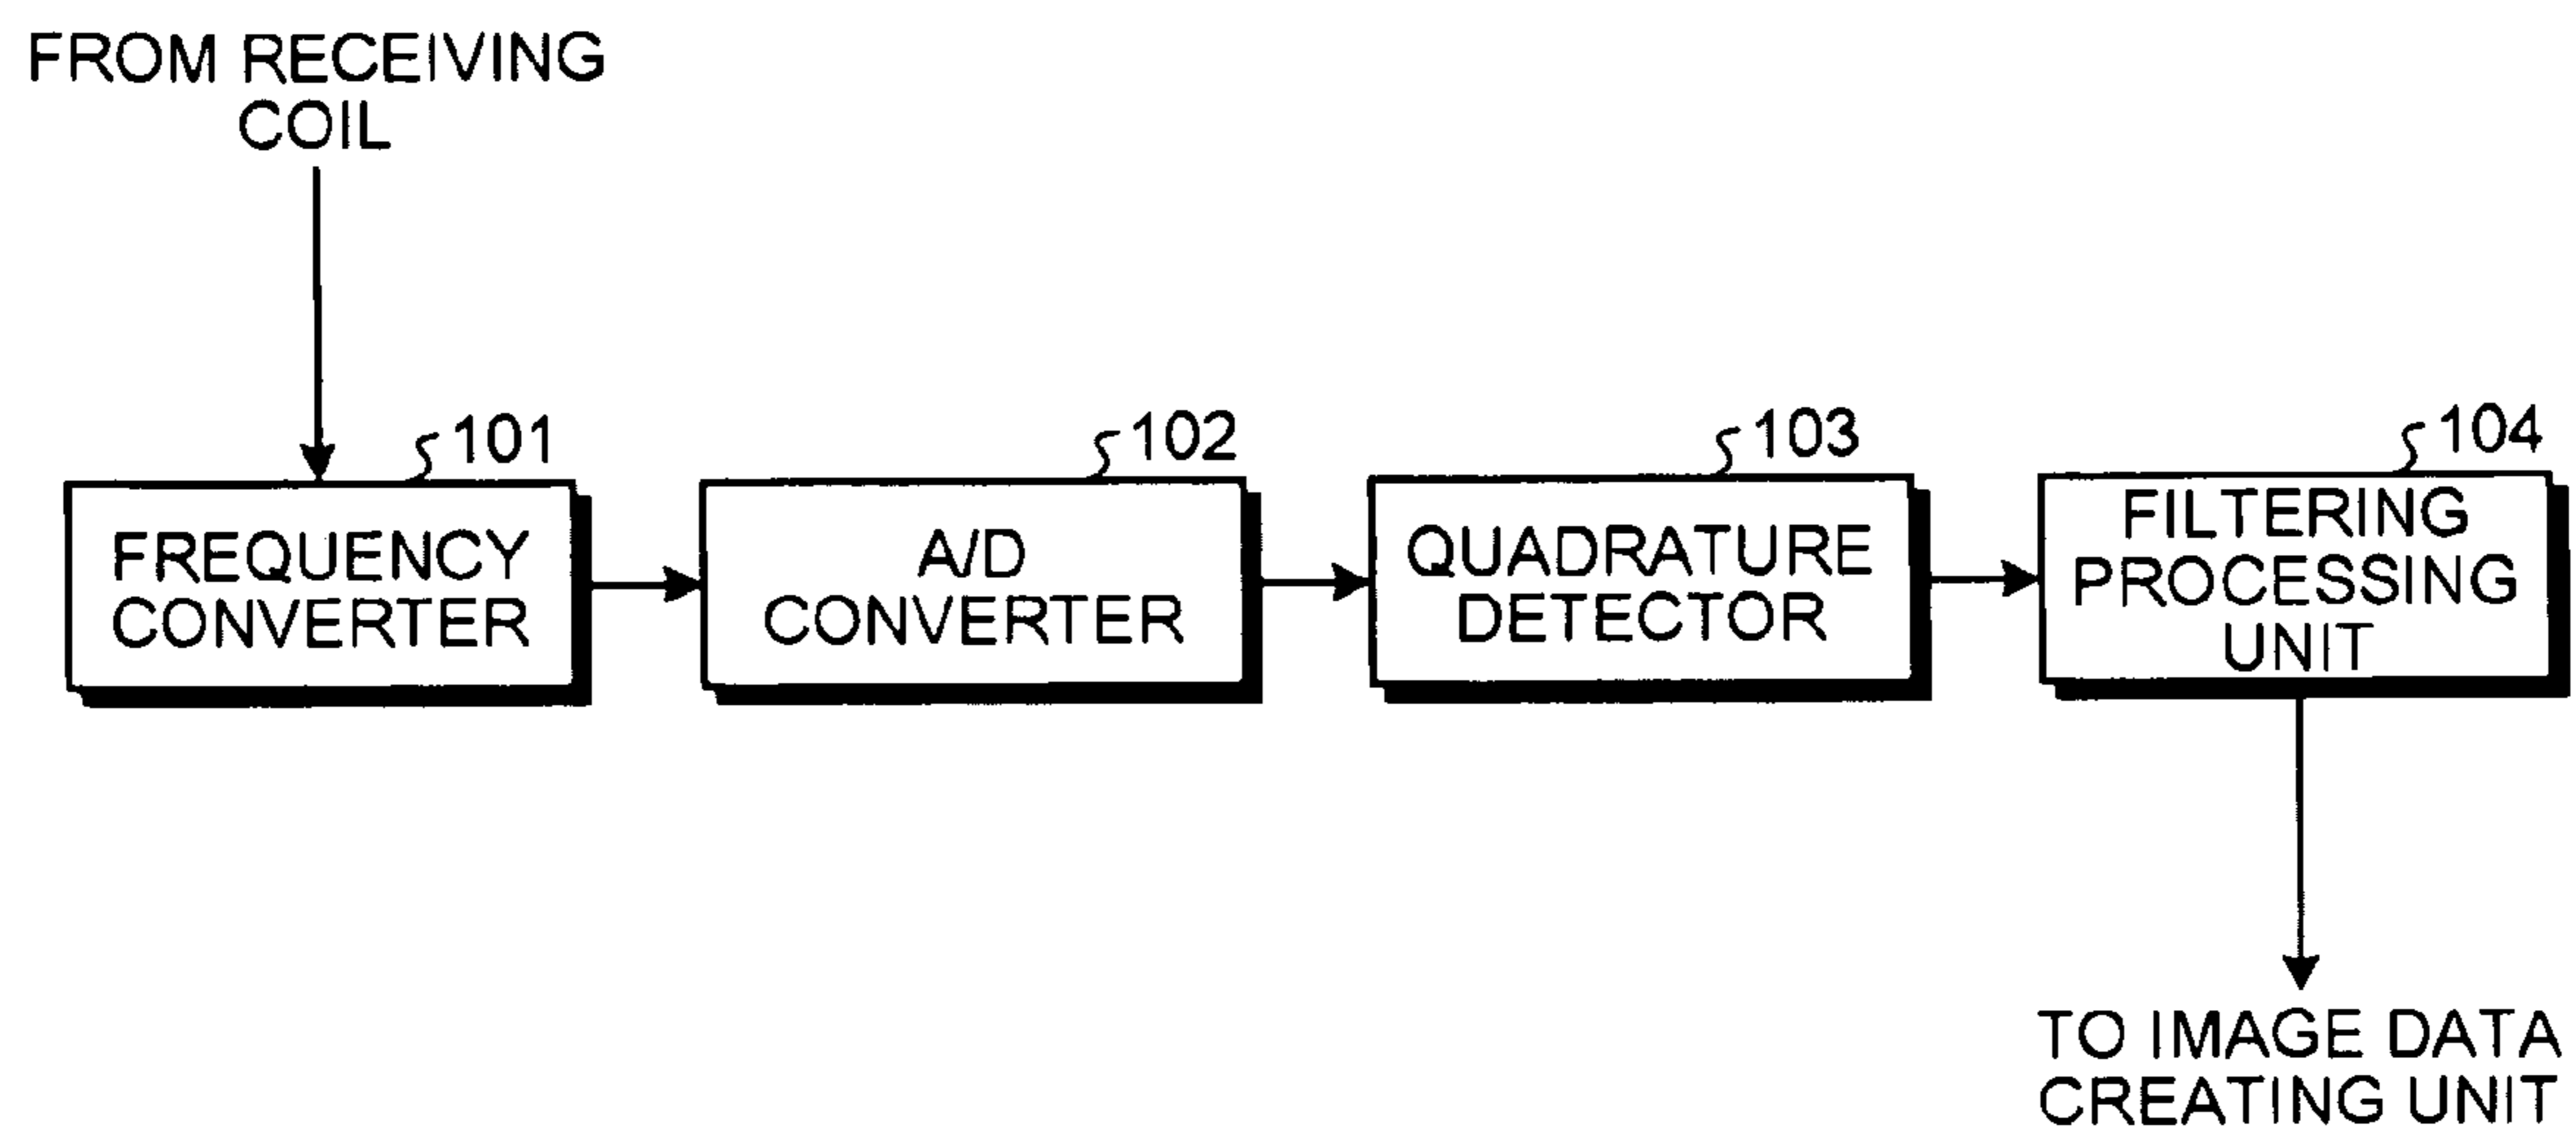 FROM RECEIVING
COIL
101
FREQUENCY
CONVERTER
102
A/D
CONVERTER
103
QUADRATURE
DETECTOR
104
FILTERING
PROCESSING
UNIT
TO IMAGE DATA
CREATING UNIT